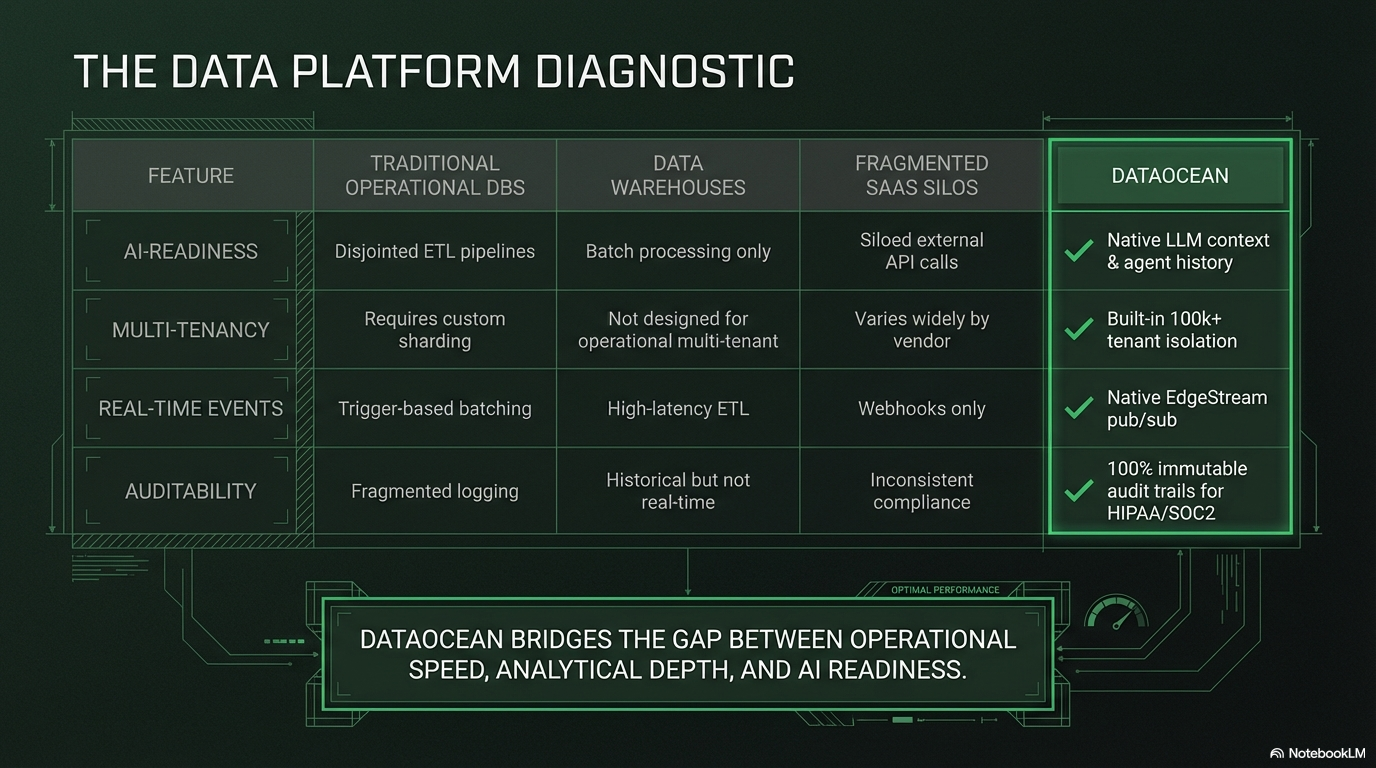 THE DATA PLATFORM DIAGNOSTIC
FEATURE
TRADITIONAL
OPERATIONAL DBS
DATA
WAREHOUSES
FRAGMENTED
SAAS SILOS
DATAOCEAN
AI-READINESS
Disjointed ETL pipelines
Batch processing only
Siloed external
API calls
Native LLM context
& agent history
MULTI-TENANCY
Requires custom
sharding
Not designed for
operational multi-tenant
Varies widely by
vendor
Built-in 100k+
tenant isolation
REAL-TIME EVENTS
Trigger-based batching
High-latency ETL
Webhooks only
Native EdgeStream
pub/sub
AUDITABILITY
Fragmented logging
Historical but not
real-time
Inconsistent
compliance
100% immutable
audit trails for
HIPAA/SOC2
OPTIMAL PERFORMANCE
DATAOCEAN BRIDGES THE GAP BETWEEN OPERATIONAL
SPEED, ANALYTICAL DEPTH, AND AI READINESS.
NotebookLM